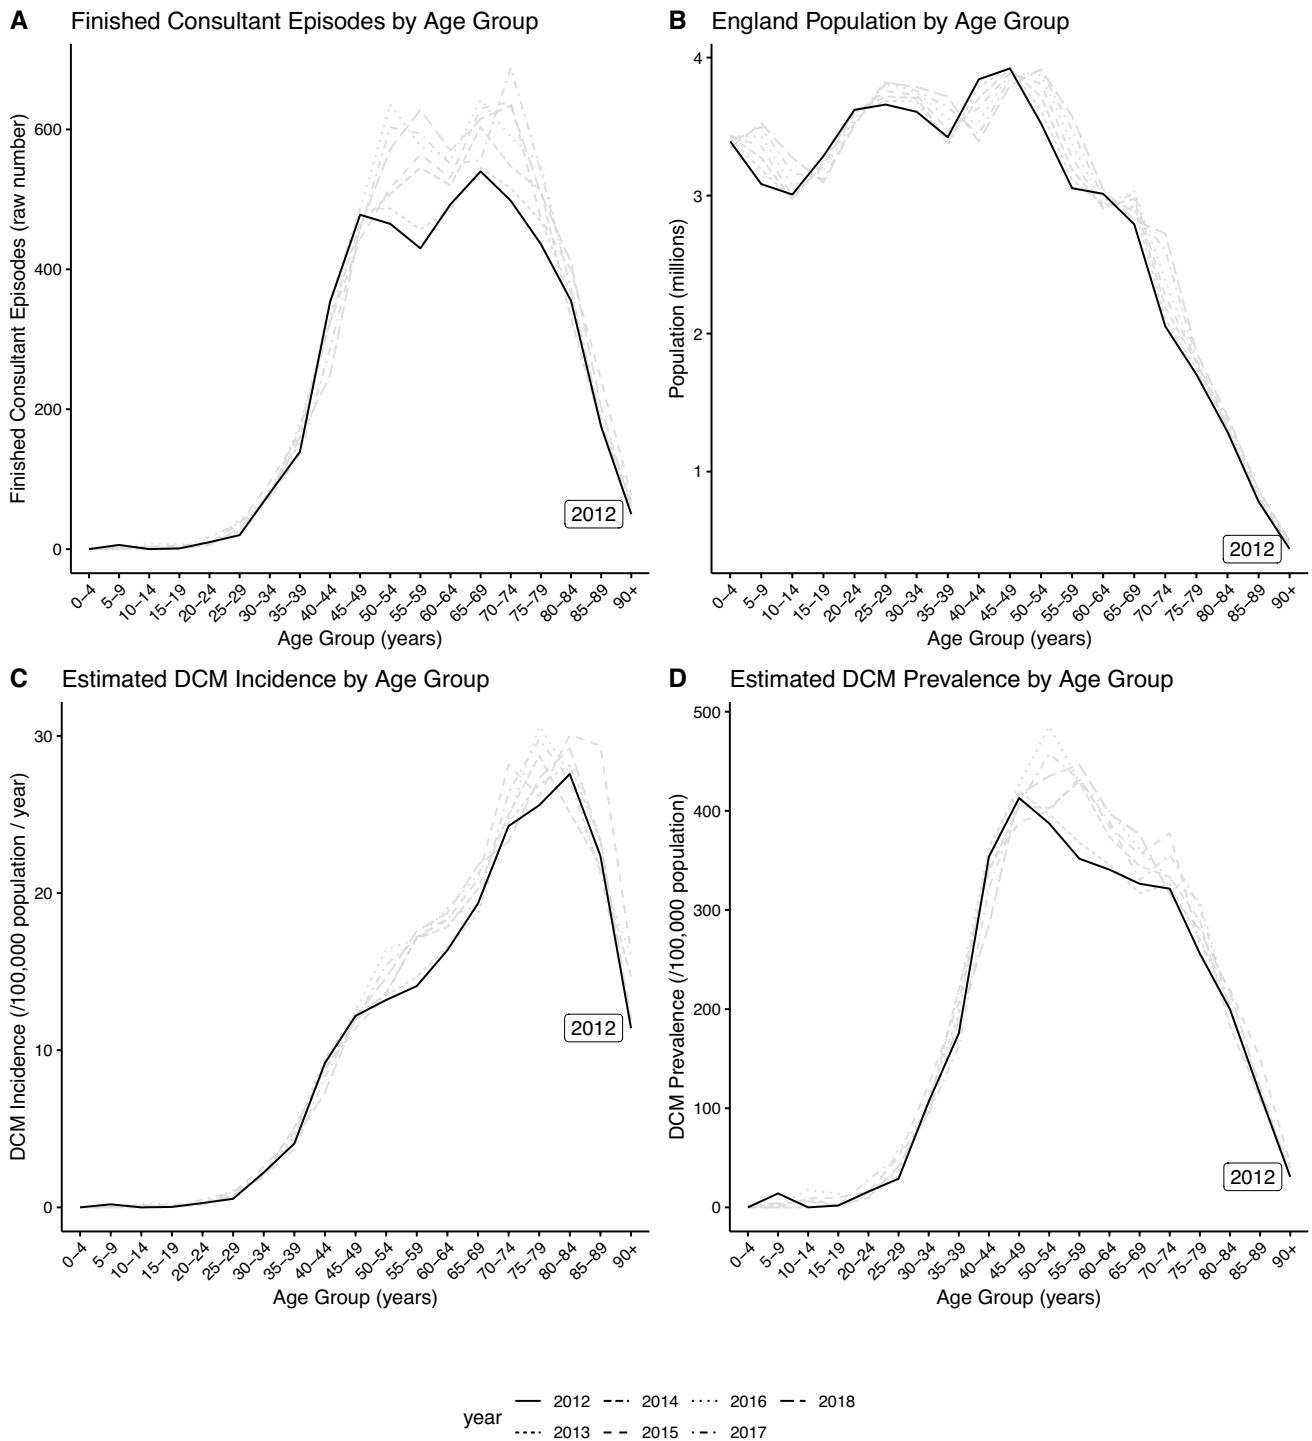 A Finished Consultant Episodes by Age Group
Finished Consultant Episodes (raw number)
600
400
200
0
2012
0–4 5–9 10–14 15–19 20–24 25–29 30–34 35–39 40–44 45–49 50–54 55–59 60–64 65–69 70–74 75–79 80–84 85–89 90+
Age Group (years)
B England Population by Age Group
Population (millions)
4
3
2
1
2012
0–4 5–9 10–14 15–19 20–24 25–29 30–34 35–39 40–44 45–49 50–54 55–59 60–64 65–69 70–74 75–79 80–84 85–89 90+
Age Group (years)
C Estimated DCM Incidence by Age Group
DCM Incidence (/100,000 population / year)
30
20
10
0
2012
0–4 5–9 10–14 15–19 20–24 25–29 30–34 35–39 40–44 45–49 50–54 55–59 60–64 65–69 70–74 75–79 80–84 85–89 90+
Age Group (years)
D Estimated DCM Prevalence by Age Group
DCM Prevalence (/100,000 population)
500
400
300
200
100
0
2012
0–4 5–9 10–14 15–19 20–24 25–29 30–34 35–39 40–44 45–49 50–54 55–59 60–64 65–69 70–74 75–79 80–84 85–89 90+
Age Group (years)
year
2012 2014 2016 2018
2013 2015 2017